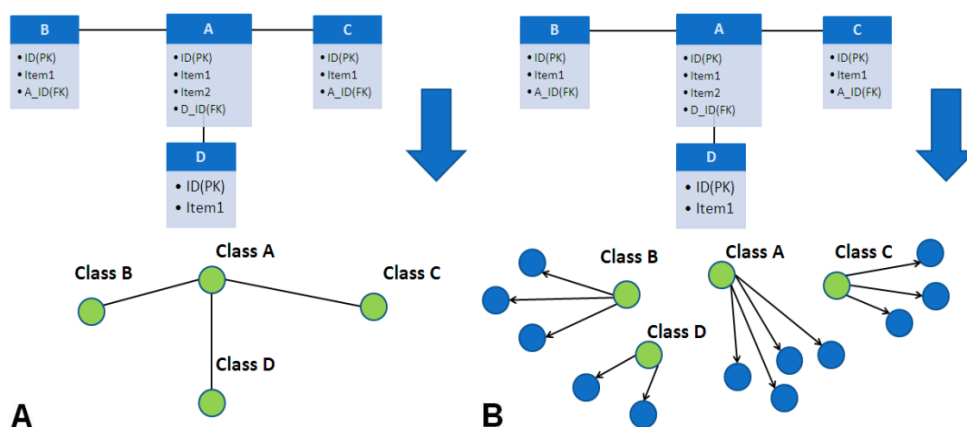 B
• ID(PK)
• Item1
• A_ID(FK)
A
• ID(PK)
• Item1
• Item2
• D_ID(FK)
C
• ID(PK)
• Item1
• A_ID(FK)
D
• ID(PK)
• Item1
Class A
Class B
Class C
Class D
A
B
• ID(PK)
• Item1
• A_ID(FK)
A
• ID(PK)
• Item1
• Item2
• D_ID(FK)
C
• ID(PK)
• Item1
• A_ID(FK)
D
• ID(PK)
• Item1
Class B
Class A
Class C
Class D
B